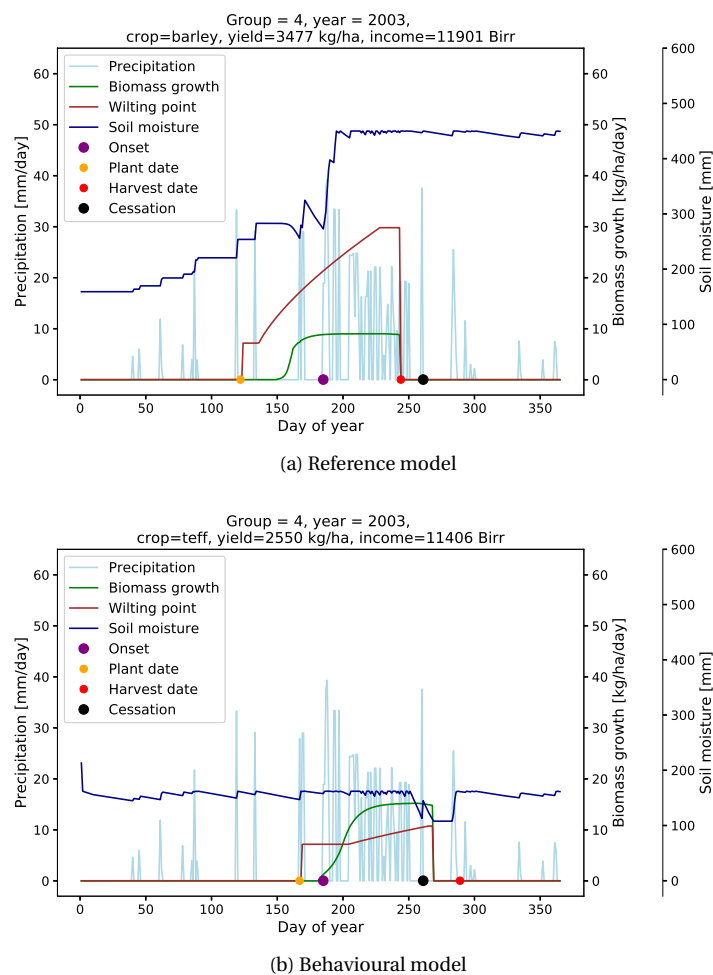 Group = 4, year = 2003,
crop=barley, yield=3477 kg/ha, income=11901 Birr
Precipitation
Biomass growth
Wilting point
Soil moisture
Onset
Plant date
Harvest date
Cessation
Precipitation [mm/day]
60
50
40
30
20
10
0
60
50
40
30
20
10
0
Biomass growth [kg/ha/day]
600
500
400
300
200
100
0
Soil moisture [mm]
0 50 100 150 200 250 300 350
Day of year
(a) Reference model
Group = 4, year = 2003,
crop=teff, yield=2550 kg/ha, income=11406 Birr
Precipitation
Biomass growth
Wilting point
Soil moisture
Onset
Plant date
Harvest date
Cessation
Precipitation [mm/day]
60
50
40
30
20
10
0
60
50
40
30
20
10
0
Biomass growth [kg/ha/day]
600
500
400
300
200
100
0
Soil moisture [mm]
0 50 100 150 200 250 300 350
Day of year
(b) Behavioural model